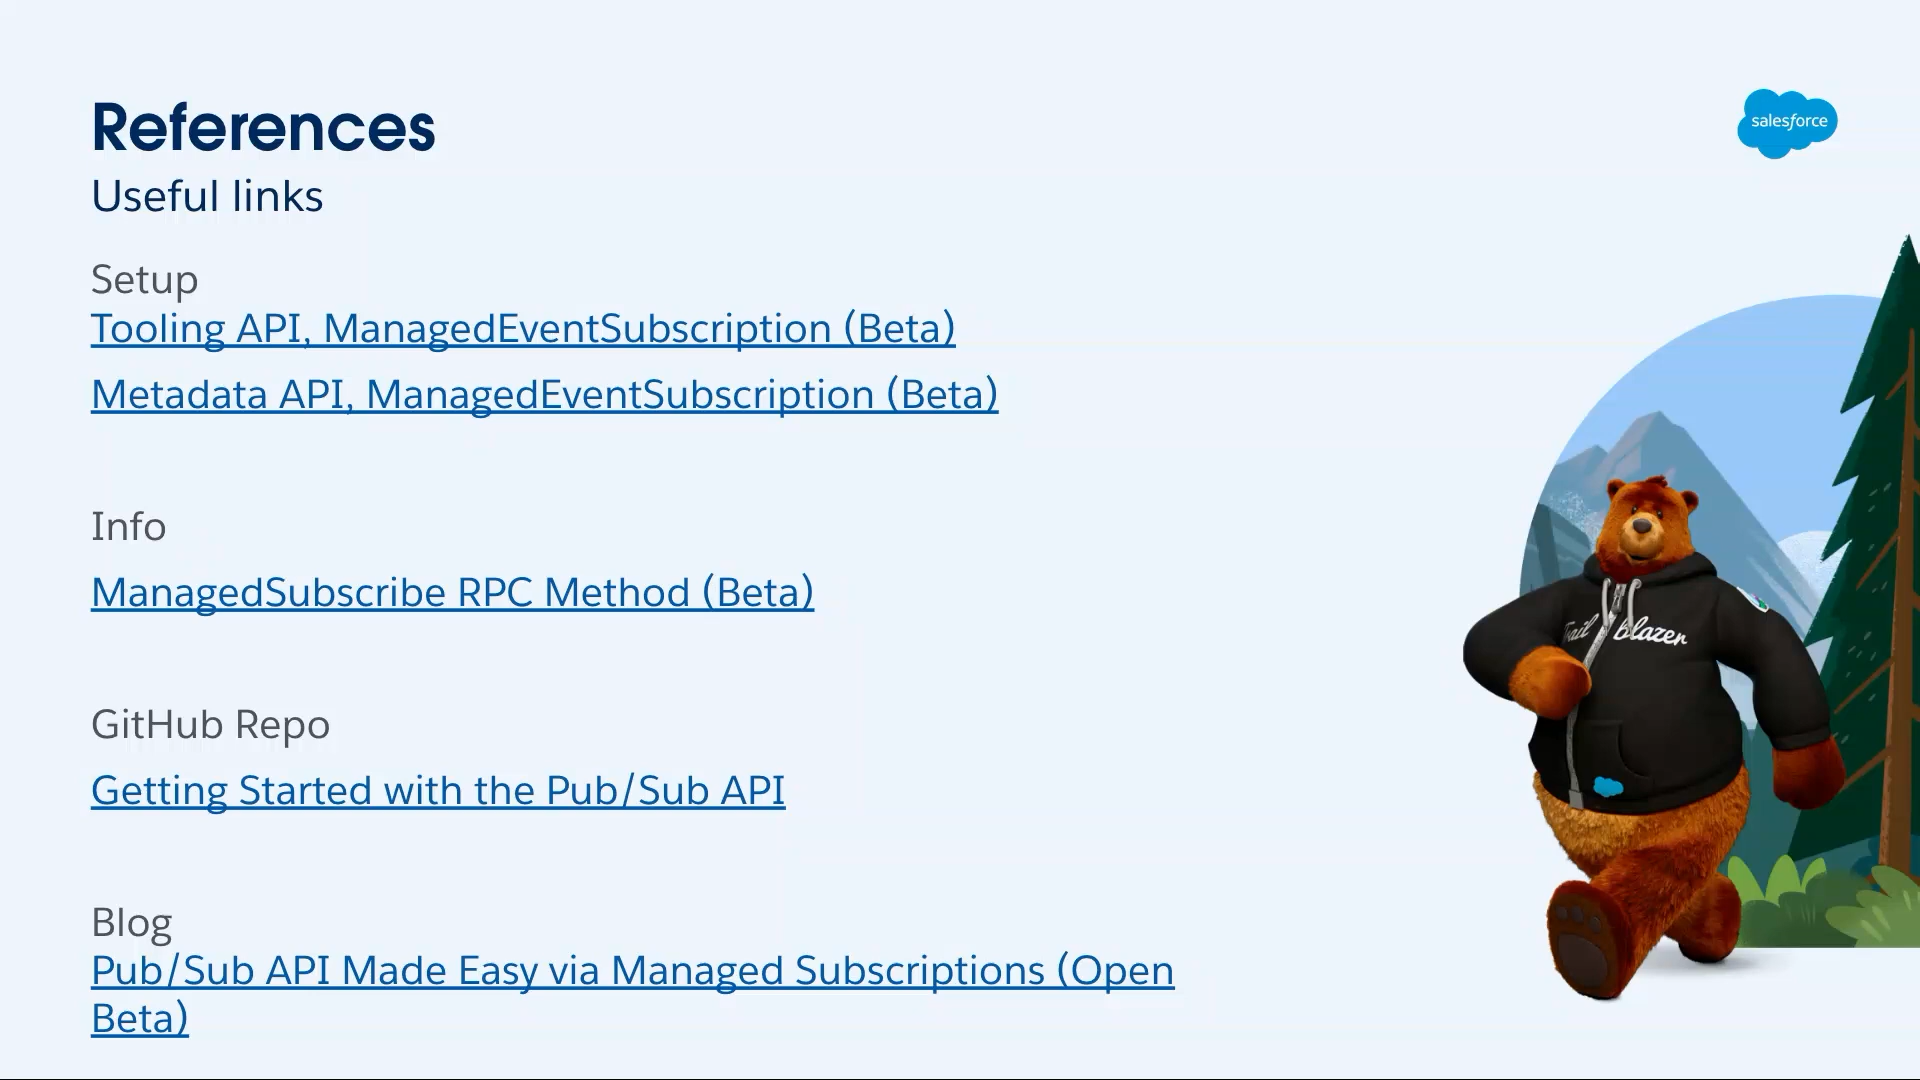 References
salesforce
Useful links
Setup
Tooling API, ManagedEventSubscription (Beta)
Metadata API, ManagedEventSubscription (Beta)
Info
ManagedSubscribe RPC Method (Beta)
Trail blazer
GitHub Repo
Getting Started with the Pub/Sub API
Blog
Pub/Sub API Made Easy via Managed Subscriptions (Open
Beta)